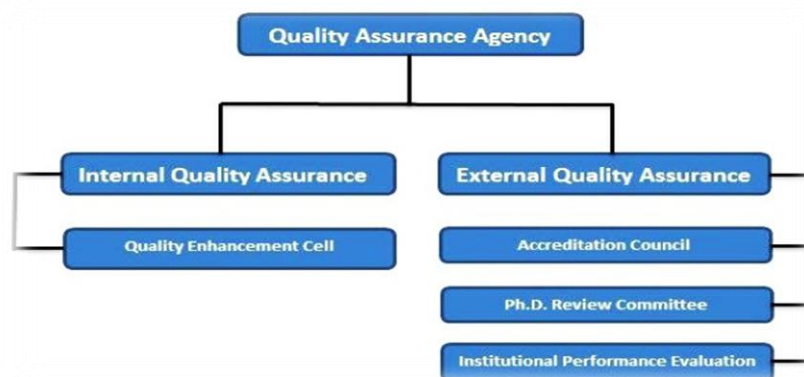 Quality Assurance Agency
Internal Quality Assurance
External Quality Assurance
Quality Enhancement Cell
Accreditation Council
Ph.D. Review Committee
Institutional Performance Evaluation